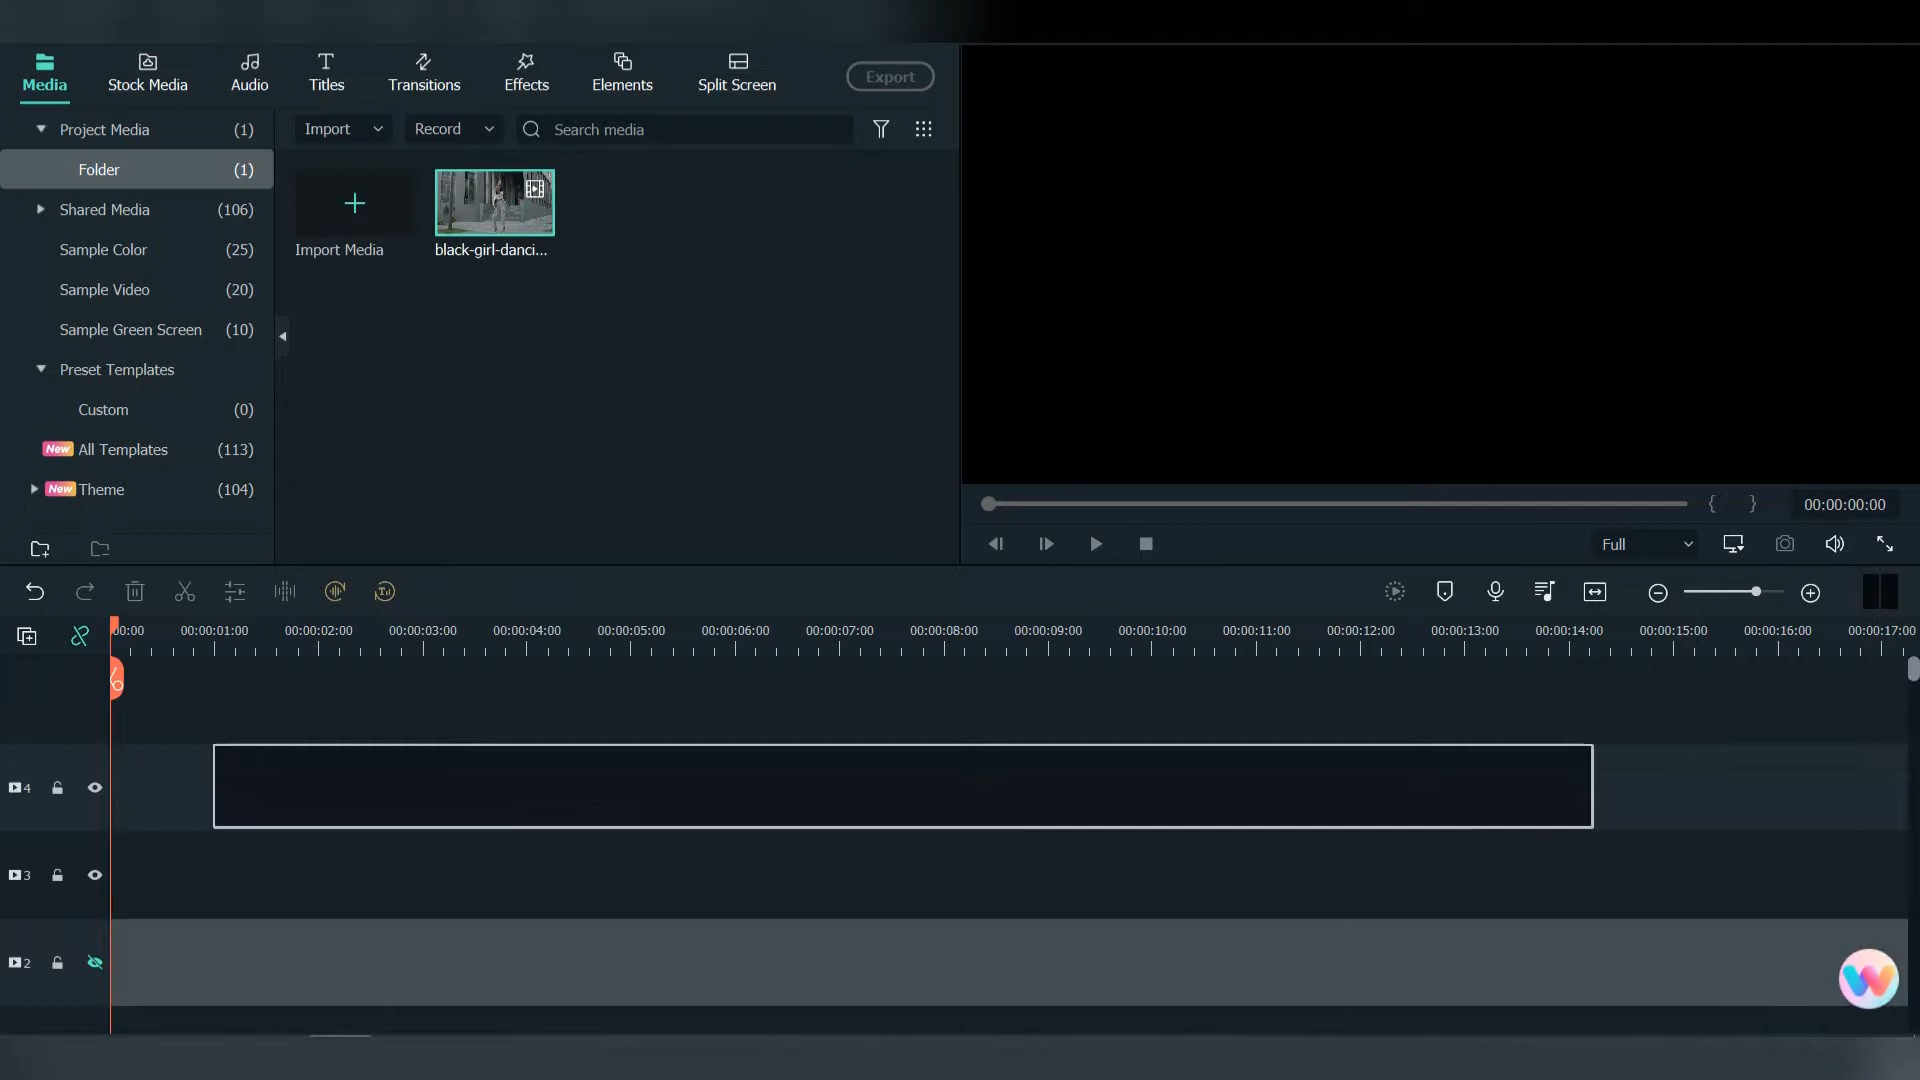 Media
Stock Media
Audio
Titles
Transitions
Effects
Elements
Split Screen
Export
Project Media (1)
Folder (1)
Shared Media (106)
Sample Color (25)
Sample Video (20)
Sample Green Screen (10)
Preset Templates
Custom (0)
New All Templates (113)
New Theme (104)
Import
Record
Search media
Import Media
black-girl-danci...
{ }
00:00:00:00
Full
00:00 00:00:01:00 00:00:02:00 00:00:03:00 00:00:04:00 00:00:05:00 00:00:06:00 00:00:07:00 00:00:08:00 00:00:09:00 00:00:10:00 00:00:11:00 00:00:12:00 00:00:13:00 00:00:14:00 00:00:15:00 00:00:16:00 00:00:17:00
4
3
2